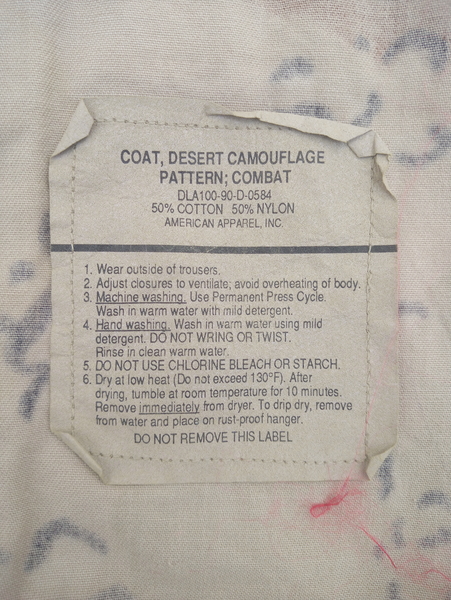 COAT, DESERT CAMOUFLAGE
PATTERN; COMBAT
DLA100-90-D-0584
50% COTTON 50% NYLON
AMERICAN APPAREL, INC.
1. Wear outside of trousers.
2. Adjust closures to ventilate; avoid overheating of body.
3. Machine washing. Use Permanent Press Cycle.
Wash in warm water with mild detergent.
4. Hand washing. Wash in warm water using mild
detergent. DO NOT WRING OR TWIST.
Rinse in clean warm water.
5. DO NOT USE CHLORINE BLEACH OR STARCH.
6. Dry at low heat (Do not exceed 130°F). After
drying, tumble at room temperature for 10 minutes.
Remove immediately from dryer. To drip dry, remove
from water and place on rust-proof hanger.
DO NOT REMOVE THIS LABEL